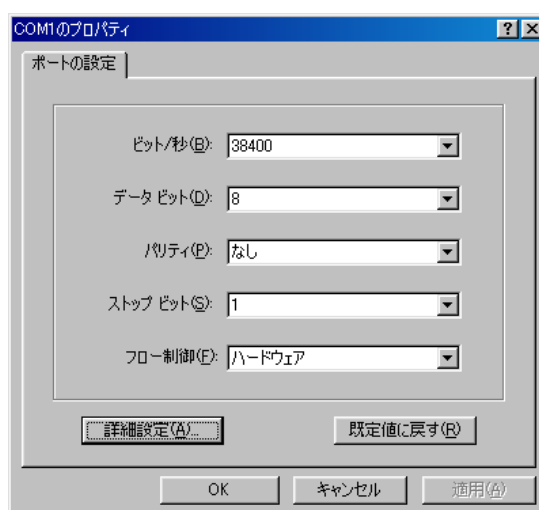 COM1のプロパティ
ポートの設定
ビット/秒(B): 38400
データ ビット(D): 8
パリティ(P): なし
ストップ ビット(S): 1
フロー制御(F): ハードウェア
詳細設定(A)... 既定値に戻す(R)
OK キャンセル 適用(A)